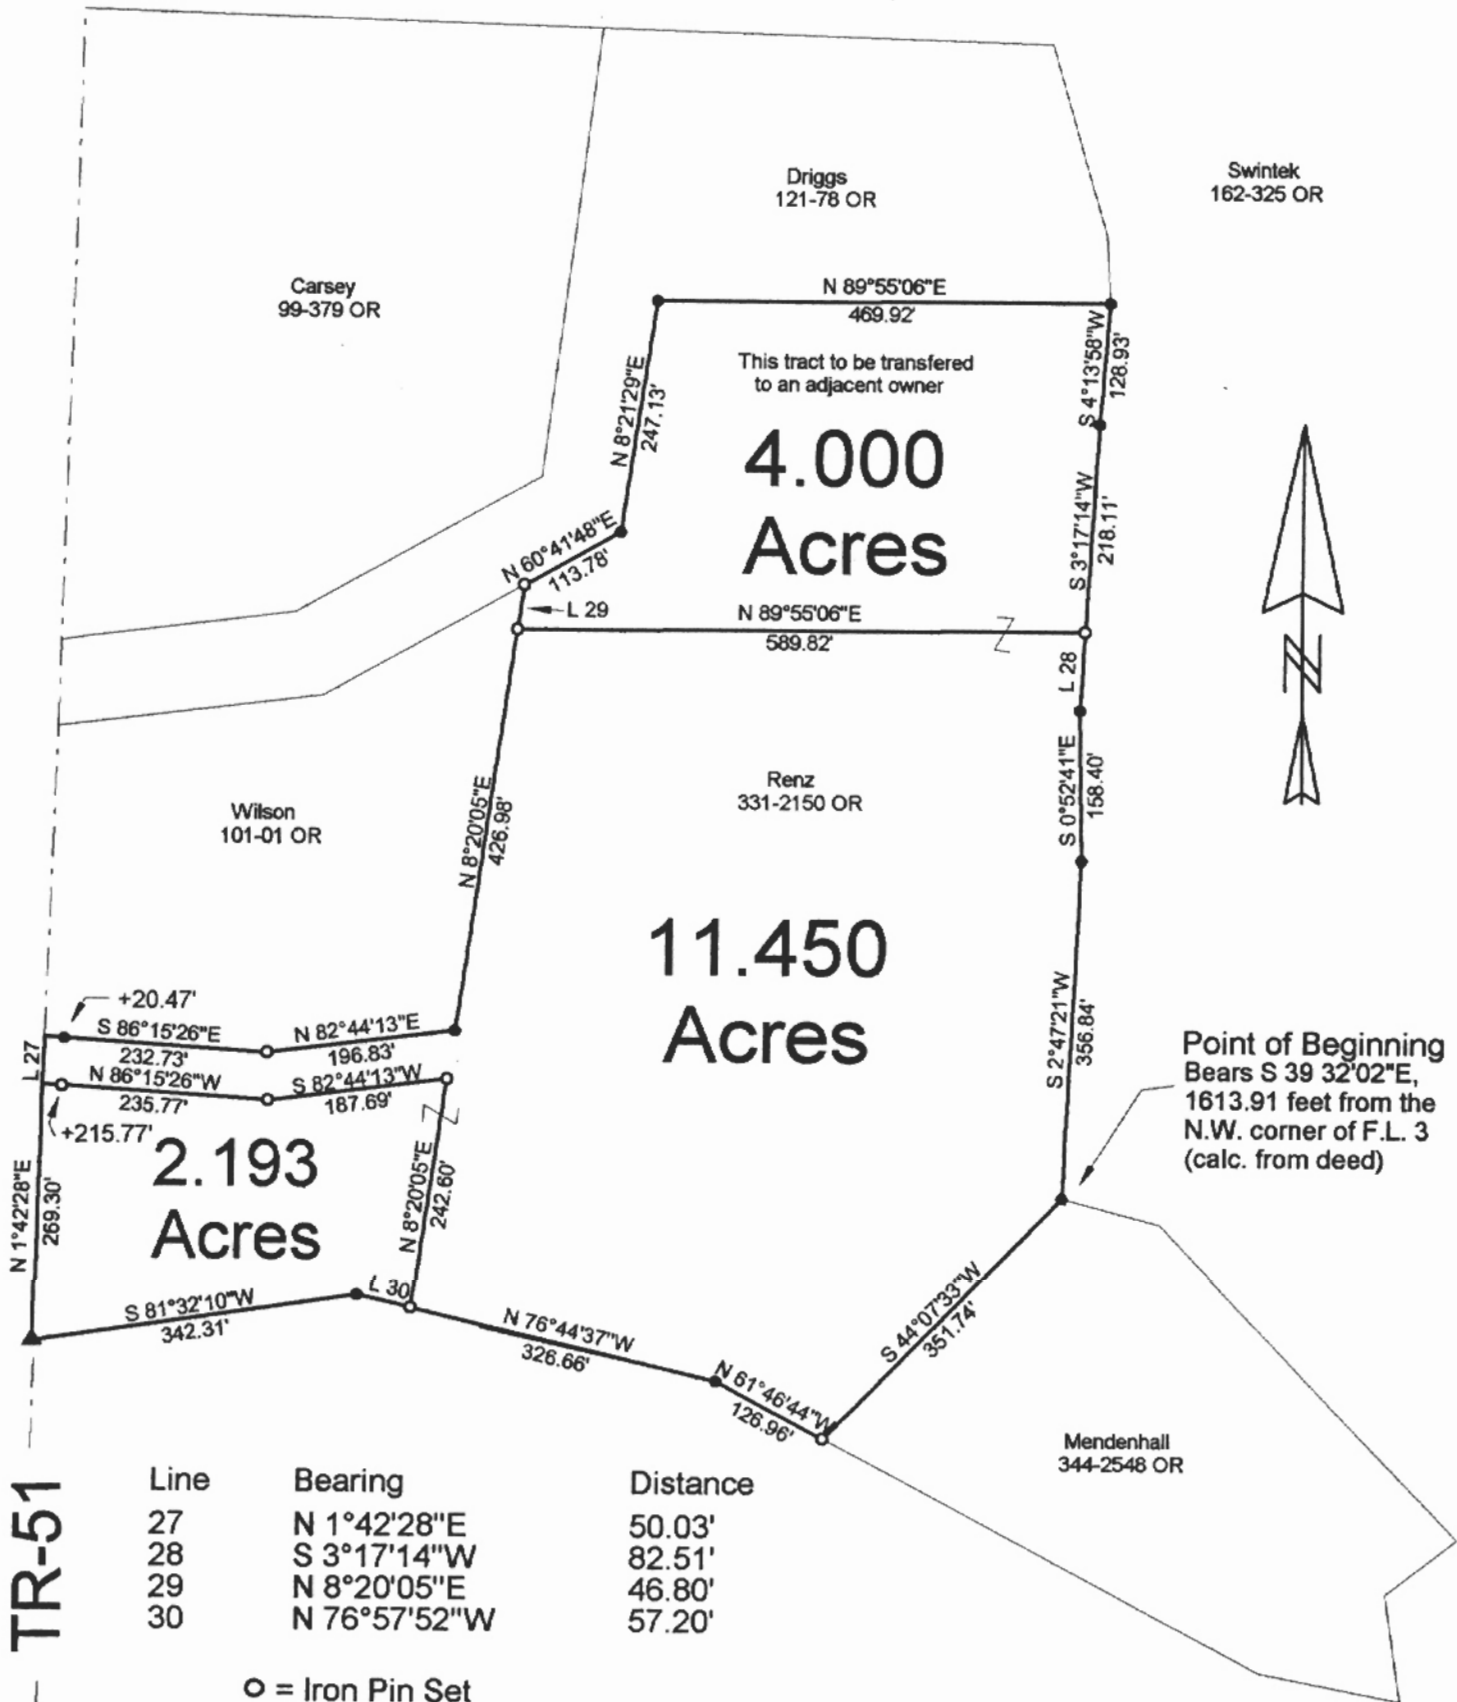 Driggs
121-78 OR
Swintek
162-325 OR
Carsey
99-379 OR
N 89°55'06"E
469.92'
S 4°13'58"W
128.93'
This tract to be transfered
to an adjacent owner
N 8°21'29"E
247.13'
4.000
Acres
S 3°17'14"W
218.11'
N 60°41'48"E
113.78'
L 29
N 89°55'06"E
589.82'
L 28
N
S 0°52'41"E
158.40'
Renz
331-2150 OR
Wilson
101-01 OR
N 8°20'05"E
426.98'
11.450
Acres
+20.47'
S 86°15'26"E
232.73'
N 82°44'13"E
196.83'
L 27
N 86°15'26"W
235.77'
S 82°44'13"W
187.69'
+215.77'
S 2°47'21"W
356.84'
Point of Beginning
Bears S 39 32'02"E,
1613.91 feet from the
N.W. corner of F.L. 3
(calc. from deed)
2.193
Acres
N 1°42'28"E
269.30'
N 8°20'05"E
242.60'
L 30
S 81°32'10"W
342.31'
N 76°44'37"W
326.66'
N 61°46'44"W
126.96'
S 44°07'33"W
351.74'
Mendenhall
344-2548 OR
TR-51
Line Bearing Distance
27 N 1°42'28"E 50.03'
28 S 3°17'14"W 82.51'
29 N 8°20'05"E 46.80'
30 N 76°57'52"W 57.20'
O = Iron Pin Set